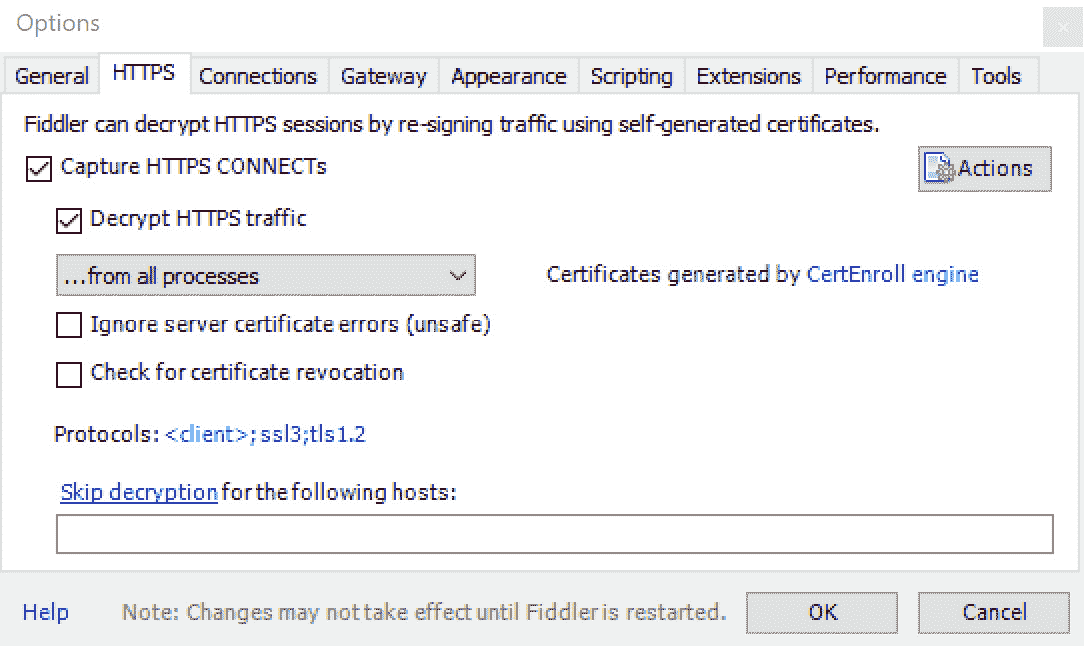 Options
General HTTPS Connections Gateway Appearance Scripting Extensions Performance Tools
Fiddler can decrypt HTTPS sessions by re-signing traffic using self-generated certificates.
Capture HTTPS CONNECTs
Actions
Decrypt HTTPS traffic
...from all processes
Certificates generated by CertEnroll engine
Ignore server certificate errors (unsafe)
Check for certificate revocation
Protocols: <client>;ssl3;tls1.2
Skip decryption for the following hosts:
Help Note: Changes may not take effect until Fiddler is restarted. OK Cancel